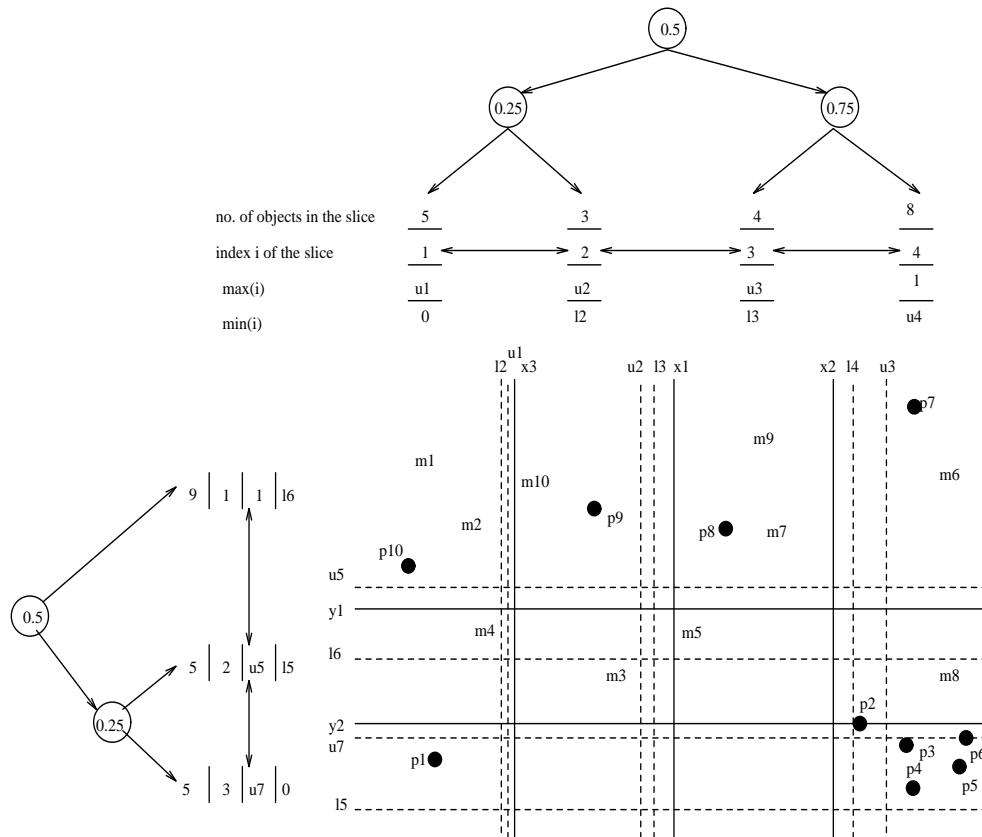 0.5
0.25 0.75
no. of objects in the slice 5 3 4 8
index i of the slice 1 2 3 4
max(i) u1 u2 u3 1
min(i) 0 l2 l3 u4
u1
l2 x3 u2 l3 x1 x2 l4 u3
p7
m9
m1 m6
m10
9 1 1 l6
p9
m2 p8 m7
p10
u5
y1
0.5
m4 m5
l6
5 2 u5 l5
m3 m8
p2
0.25
y2
u7
p1 p3 p6
p4 p5
5 3 u7 0
l5